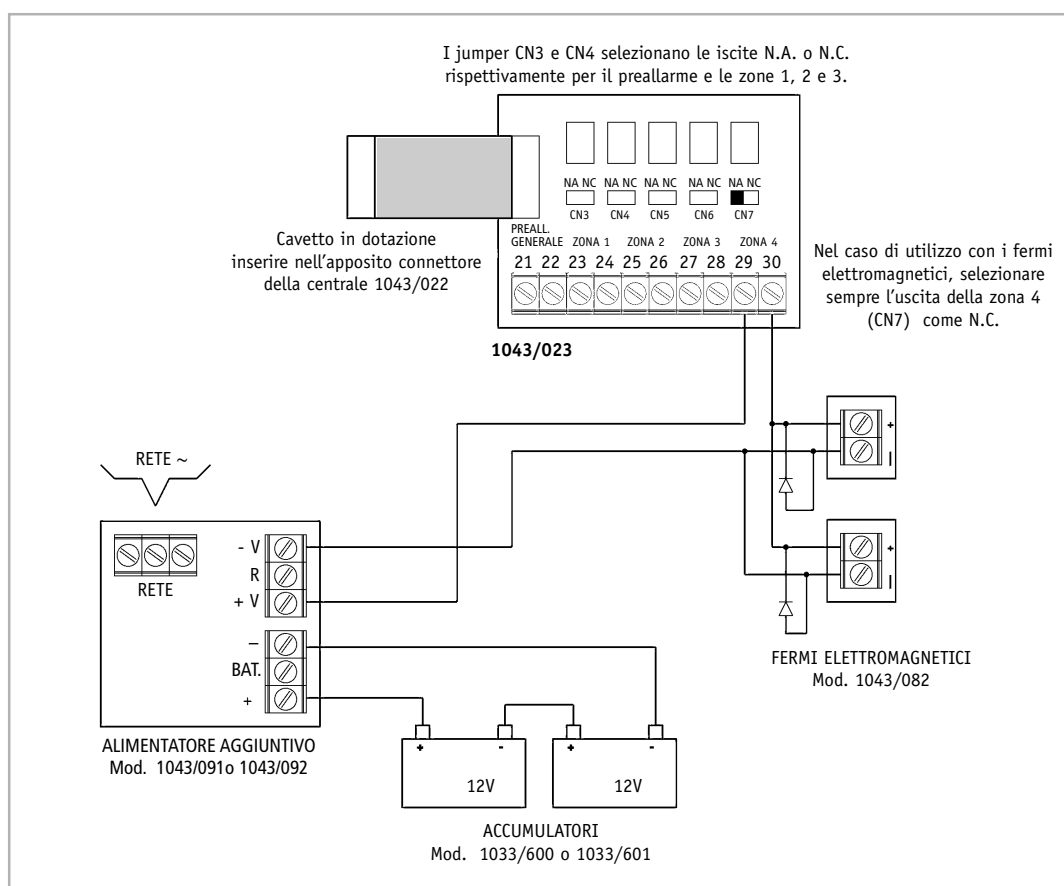 I jumper CN3 e CN4 selezionano le iscite N.A. o N.C.
rispettivamente per il preallarme e le zone 1, 2 e 3.
NA NC NA NC NA NC NA NC NA NC
CN3 CN4 CN5 CN6 CN7
PREALL.
GENERALE ZONA 1 ZONA 2 ZONA 3 ZONA 4
21 22 23 24 25 26 27 28 29 30
Cavetto in dotazione
inserire nell'apposito connettore
della centrale 1043/022
Nel caso di utilizzo con i fermi
elettromagnetici, selezionare
sempre l'uscita della zona 4
(CN7) come N.C.
1043/023
+
–
RETE ~
- V
R
+ V
RETE
–
BAT.
+
+
–
FERMI ELETTROMAGNETICI
Mod. 1043/082
ALIMENTATORE AGGIUNTIVO
Mod. 1043/091o 1043/092
+ - + -
12V 12V
ACCUMULATORI
Mod. 1033/600 o 1033/601